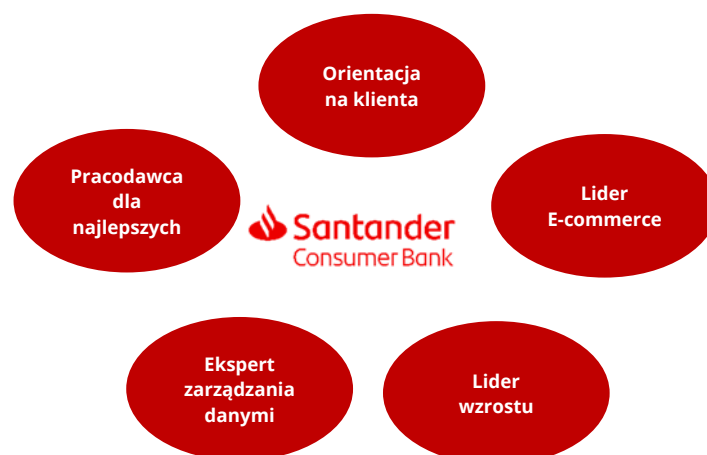 Orientacja
na klienta
Pracodawca
dla
najlepszych
Lider
E-commerce
Santander
Consumer Bank
Ekspert
zarządzania
danymi
Lider
wzrostu